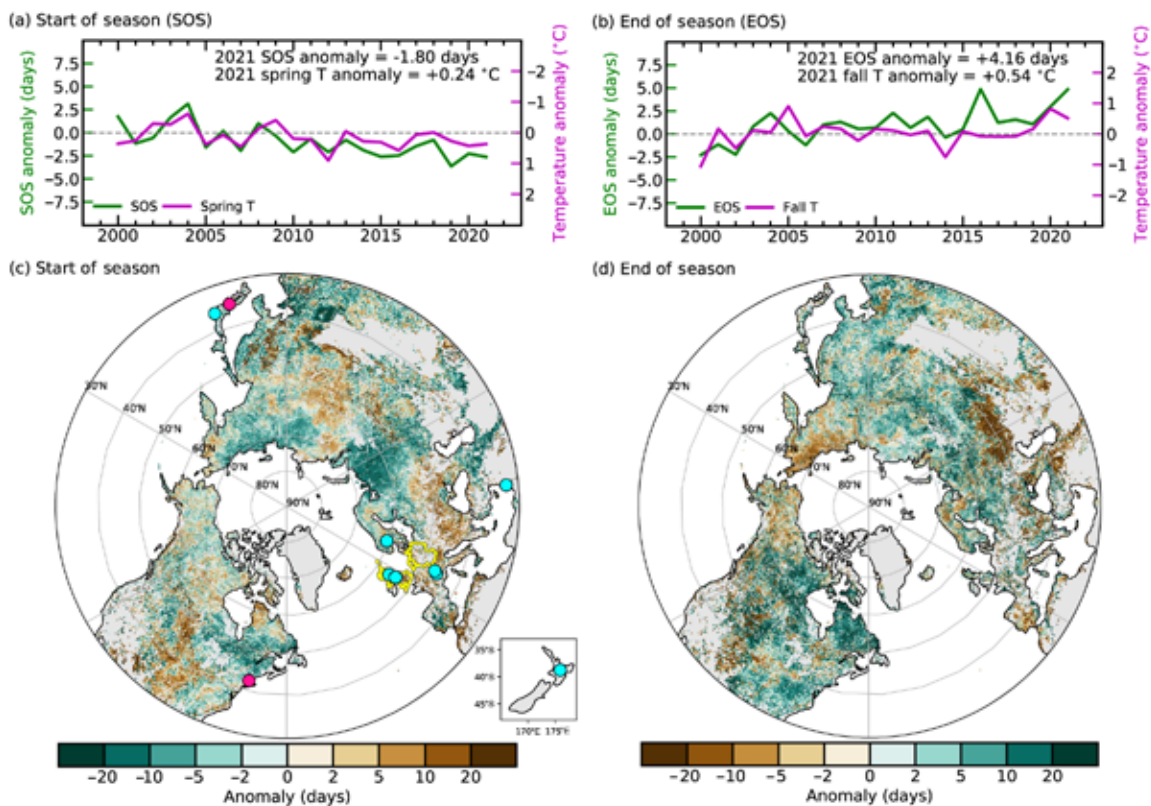 (a) Start of season (SOS)
2021 SOS anomaly = -1.80 days
2021 spring T anomaly = +0.24 °C
SOS anomaly (days)
7.5
5.0
2.5
0.0
−2.5
−5.0
−7.5
Temperature anomaly (°C)
-2
-1
0
1
2
SOS
Spring T
2000 2005 2010 2015 2020
(b) End of season (EOS)
2021 EOS anomaly = +4.16 days
2021 fall T anomaly = +0.54 °C
EOS anomaly (days)
7.5
5.0
2.5
0.0
−2.5
−5.0
−7.5
Temperature anomaly (°C)
2
1
0
−1
−2
EOS
Fall T
2000 2005 2010 2015 2020
(c) Start of season
30°N
40°N
50°N
60°N
70°N
80°N
90°N
35°S
40°S
45°S
170°E 175°E
−20 −10 −5 −2 0 2 5 10 20
Anomaly (days)
(d) End of season
30°N
40°N
50°N
60°N
70°N
80°N
90°N
−20 −10 −5 −2 0 2 5 10 20
Anomaly (days)